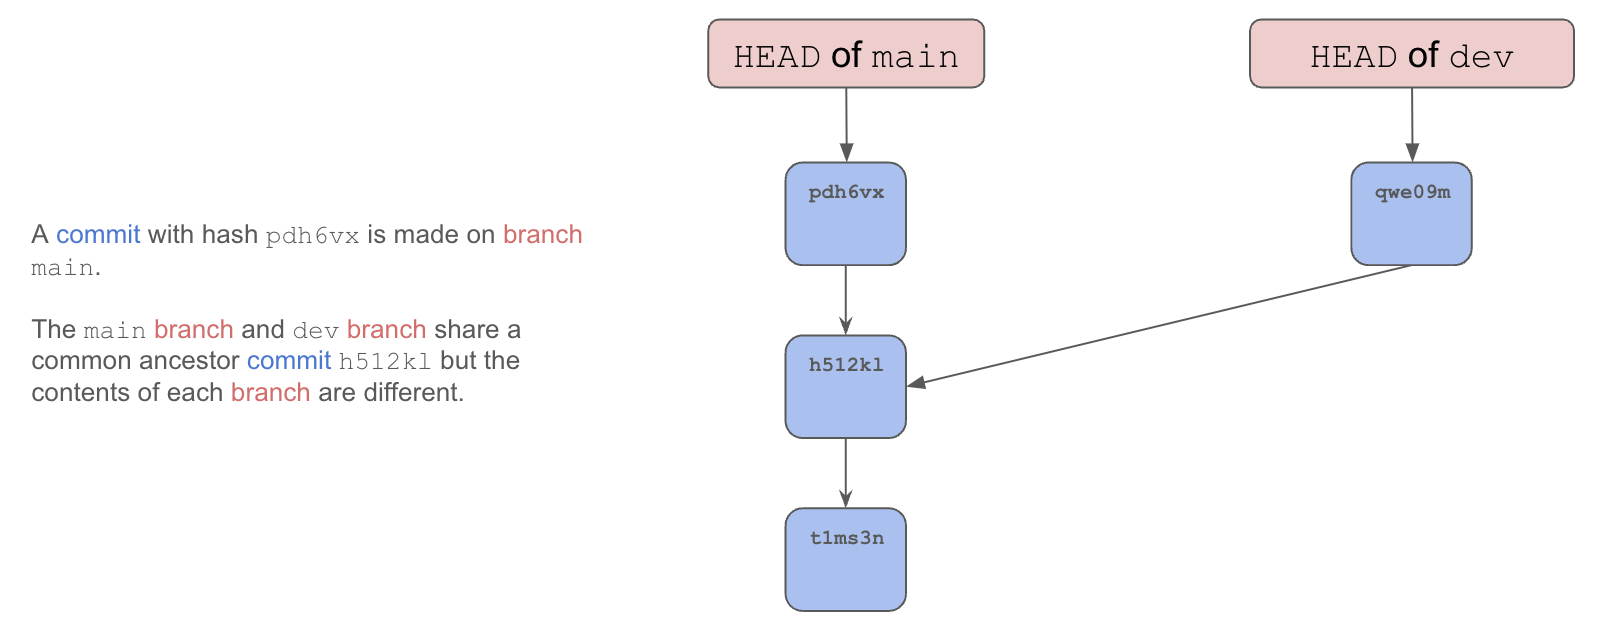 HEAD of main
HEAD of dev
pdh6vx
qwe09m
A commit with hash pdh6vx is made on branch
main.
The main branch and dev branch share a
common ancestor commit h512kl but the
contents of each branch are different.
h512kl
t1ms3n